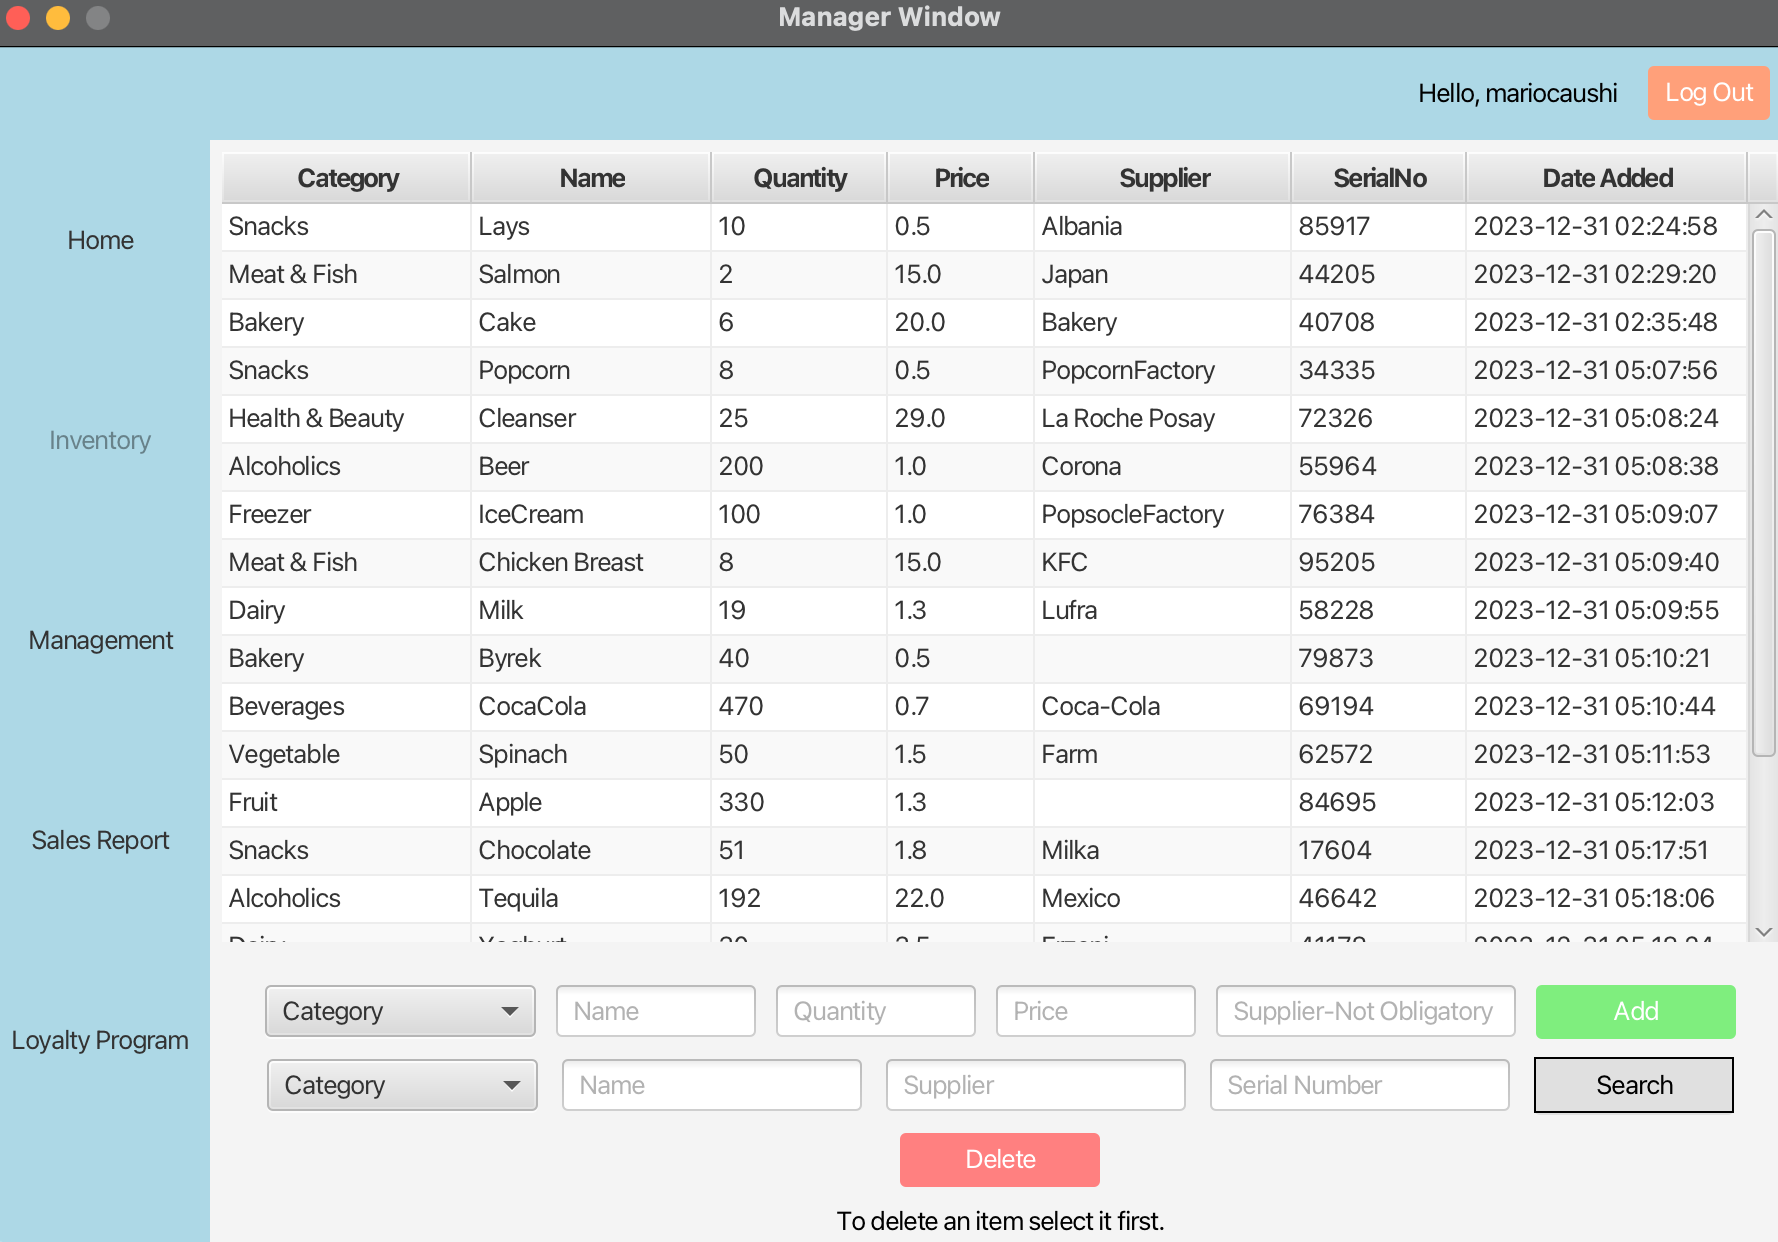 Manager Window
Hello, mariocaushi Log Out
Category Name Quantity Price Supplier SerialNo Date Added
Snacks Lays 10 0.5 Albania 85917 2023-12-31 02:24:58
Meat & Fish Salmon 2 15.0 Japan 44205 2023-12-31 02:29:20
Bakery Cake 6 20.0 Bakery 40708 2023-12-31 02:35:48
Snacks Popcorn 8 0.5 PopcornFactory 34335 2023-12-31 05:07:56
Health & Beauty Cleanser 25 29.0 La Roche Posay 72326 2023-12-31 05:08:24
Alcoholics Beer 200 1.0 Corona 55964 2023-12-31 05:08:38
Freezer IceCream 100 1.0 PopsocleFactory 76384 2023-12-31 05:09:07
Meat & Fish Chicken Breast 8 15.0 KFC 95205 2023-12-31 05:09:40
Dairy Milk 19 1.3 Lufra 58228 2023-12-31 05:09:55
Bakery Byrek 40 0.5 79873 2023-12-31 05:10:21
Beverages CocaCola 470 0.7 Coca-Cola 69194 2023-12-31 05:10:44
Vegetable Spinach 50 1.5 Farm 62572 2023-12-31 05:11:53
Fruit Apple 330 1.3 84695 2023-12-31 05:12:03
Snacks Chocolate 51 1.8 Milka 17604 2023-12-31 05:17:51
Alcoholics Tequila 192 22.0 Mexico 46642 2023-12-31 05:18:06
Home
Inventory
Management
Sales Report
Loyalty Program
Category Name Quantity Price Supplier-Not Obligatory Add
Category Name Supplier Serial Number Search
Delete
To delete an item select it first.